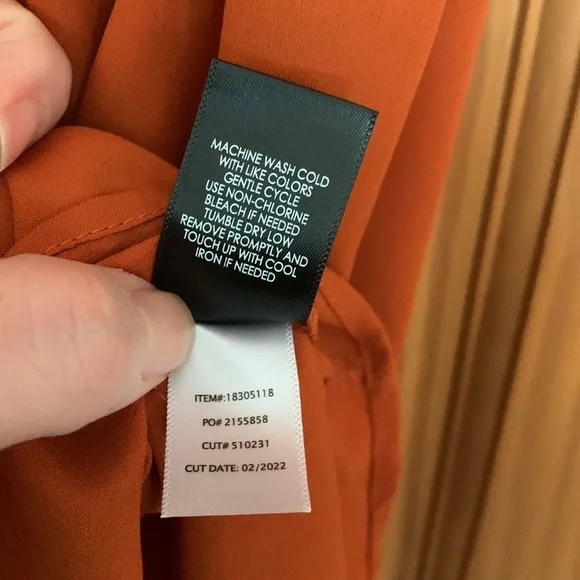 MACHINE WASH COLD
WITH LIKE COLORS
GENTLE CYCLE
USE NON-CHLORINE
BLEACH IF NEEDED
TUMBLE DRY LOW
REMOVE PROMPTLY AND
TOUCH UP WITH COOL
IRON IF NEEDED
ITEM#:18305118
PO# 2155858
CUT# 510231
CUT DATE: 02/2022